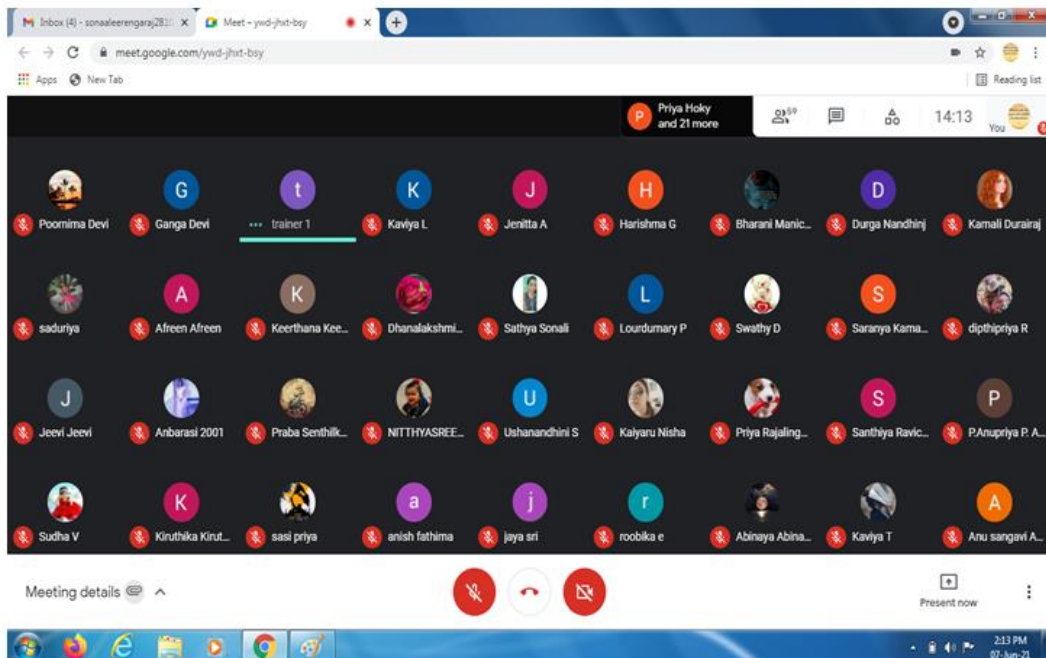 Inbox (4) - sonaaleerengaraj281
Meet – ywd-jhxt-bsy
meet.google.com/ywd-jhxt-bsy
Apps New Tab
Reading list
P Priya Hoky
and 21 more
59
14:13
You
G t K J H D
Poornima Devi Ganga Devi trainer 1 Kaviya L Jenitta A Harishma G Bharani Manic... Durga Nandhinj Kamali Durairaj
A K L S
saduriya Afreen Afreen Keerthana Kee... Dhanalakshmi... Sathya Sonali Lourdumary P Swathy D Saranya Kama... dipthipriya R
J U S P
Jeevi Jeevi Anbarasi 2001 Praba Senthilk... NITTHYASREE... Ushanandhini S Kaiyaru Nisha Priya Rajaling... Santhiya Ravic... P.Anupriya P. A...
K a j r A
Sudha V Kiruthika Kirut... sasi priya anish fathima jaya sri roobika e Abinaya Abina... Kaviya T Anu sangavi A...
Meeting details
Present now
2:13 PM
07-Jun-21